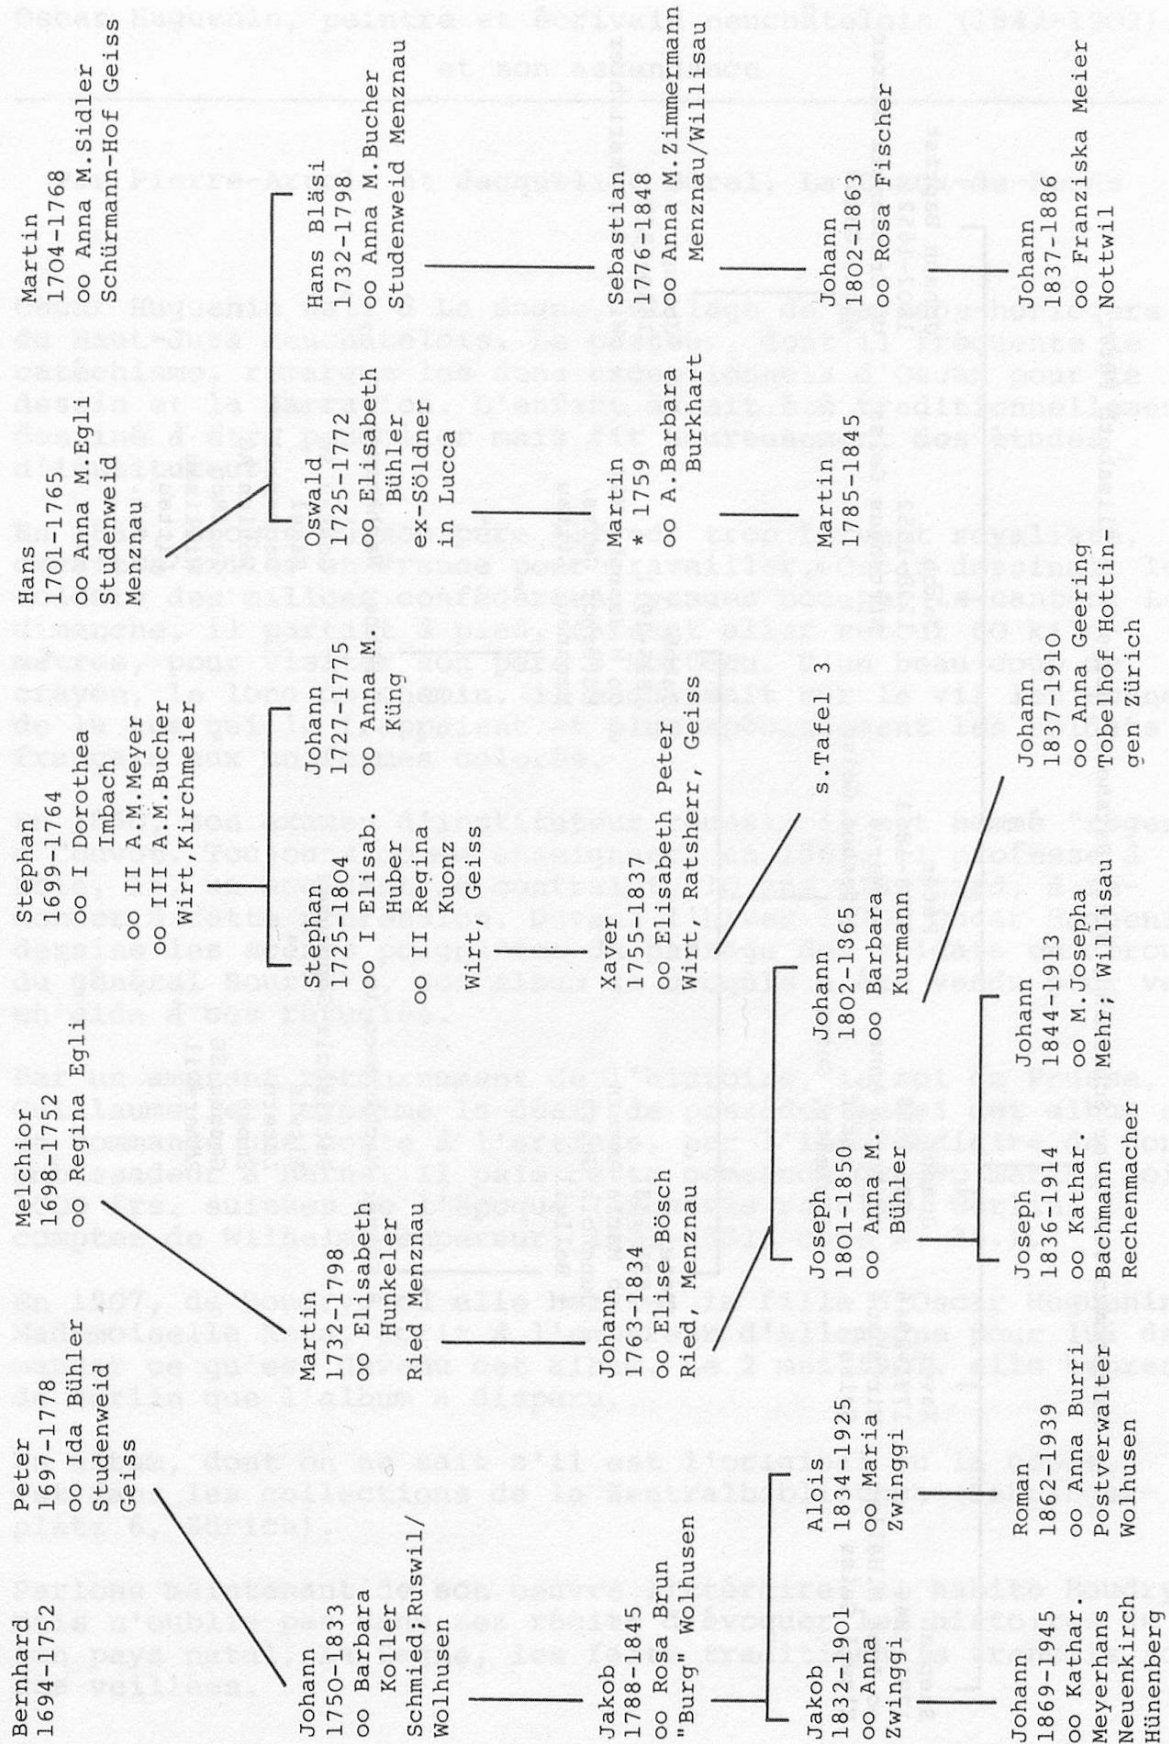 Bernhard
1694-1752
Peter
1697-1778
oo Ida Bühler
Studenweid
Geiss
Melchior
1698-1752
oo Regina Egli
Stephan
1699-1764
oo I Dorothea
Imbach
oo II A.M.Meyer
oo III A.M.Bucher
Wirt,Kirchmeier
Hans
1701-1765
oo Anna M.Egli
Studenweid
Menznau
Martin
1704-1768
oo Anna M.Sidler
Schürmann-Hof Geiss
Johann
1750-1833
oo Barbara
Koller
Schmied;Ruswil/
Wolhusen
Martin
1732-1798
oo Elisabeth
Hunkeler
Ried Menznau
Stephan
1725-1804
oo I Elisab.
Huber
oo II Regina
Konz
Wirt, Geiss
Johann
1727-1775
oo Anna M.
Küng
Oswald
1725-1772
oo Elisabeth
Bühler
ex-Söldner
in Lucca
Hans Bläsi
1732-1798
oo Anna M.Bucher
Studenweid Menznau
Jakob
1788-1845
oo Rosa Brun
"Burg" Wolhusen
Johann
1763-1834
oo Elise Bösch
Ried, Menznau
Xaver
1755-1837
oo Elisabeth Peter
Wirt, Ratsherr, Geiss
Martin
* 1759
oo A.Barbara
Burkhart
Sebastian
1776-1848
oo Anna M.Zimmermann
Menznau/Willisau
Jakob
1832-1901
oo Anna
Zwinggi
Alois
1834-1925
oo Maria
Zwinggi
Joseph
1801-1850
oo Anna M.
Bühler
Johann
1802-1865
oo Barbara
Kurmann
s.Tafel 3
Martin
1785-1845
Johann
1802-1863
oo Rosa Fischer
Johann
1869-1945
oo Kathar.
Meyerhans
Neuenkirch
Hünenberg
Roman
1862-1939
oo Anna Burri
Postverwalter
Wolhusen
Joseph
1836-1914
oo Kathar.
Bachmann
Rechenmacher
Johann
1844-1923
oo M.Josepha
Mehr; Willisau
Johann
1837-1910
oo Anna Geering
Tobelhof Hottin-
gen Zürich
Johann
1837-1886
oo Franziska Meier
Nottwil